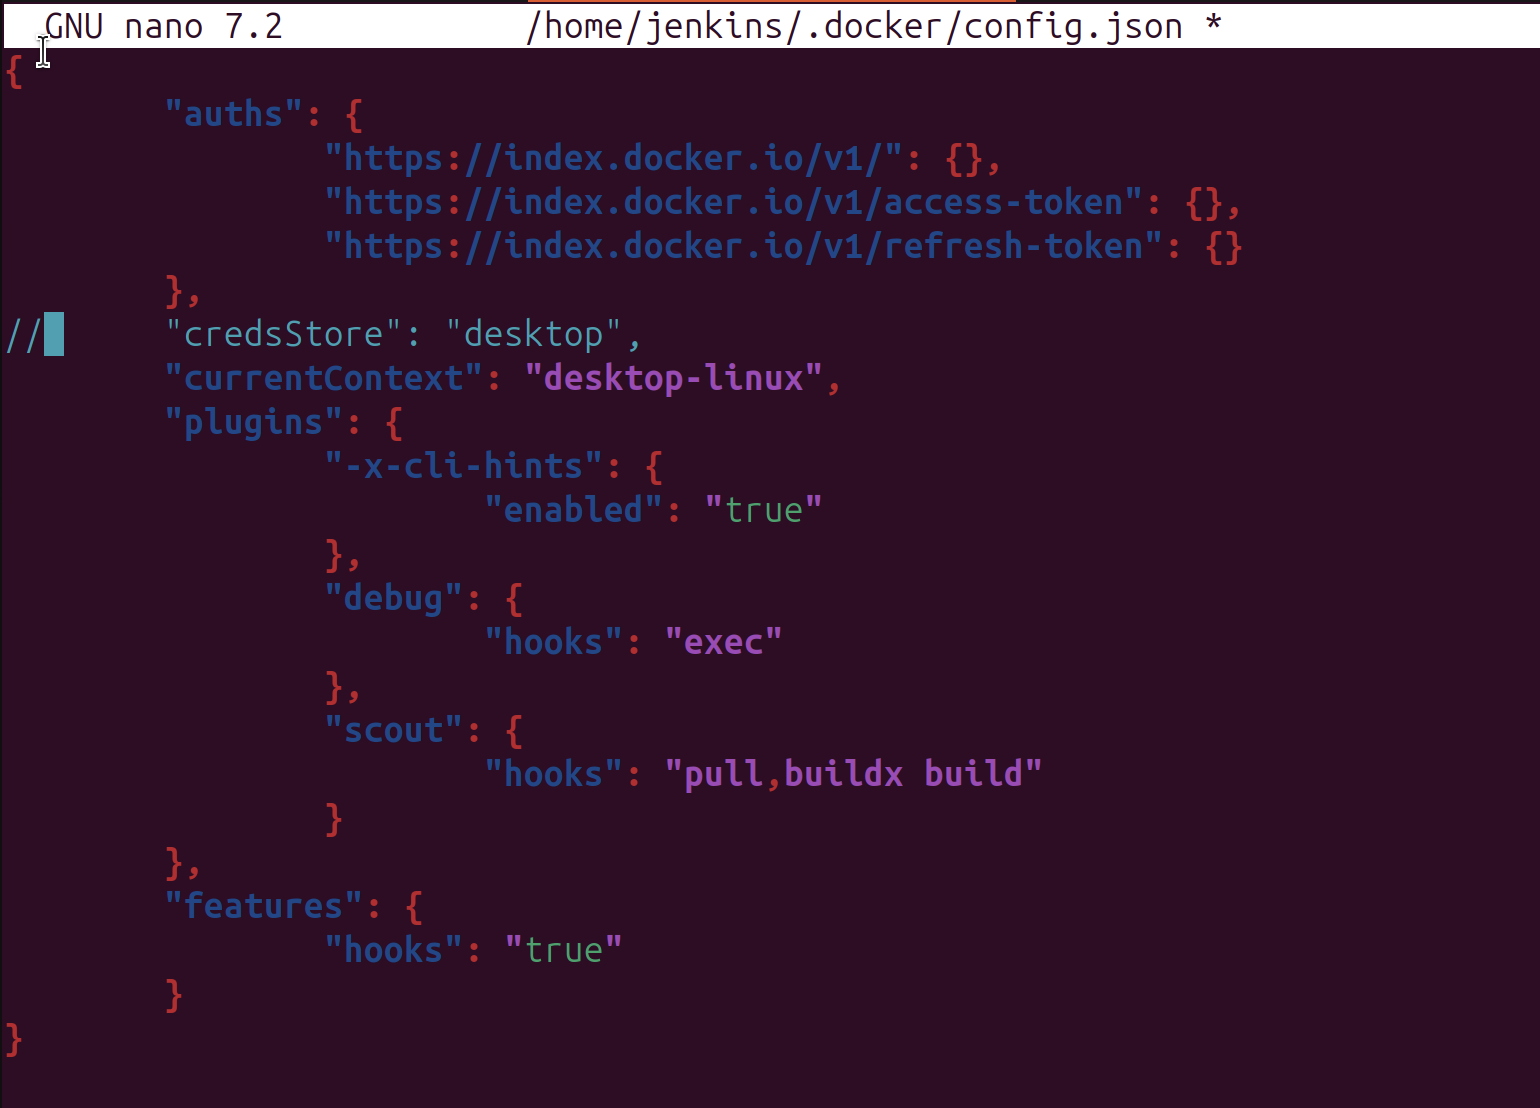 GNU nano 7.2 /home/jenkins/.docker/config.json *
{
"auths": {
"https://index.docker.io/v1/": {},
"https://index.docker.io/v1/access-token": {},
"https://index.docker.io/v1/refresh-token": {}
},
// "credsStore": "desktop",
"currentContext": "desktop-linux",
"plugins": {
"-x-cli-hints": {
"enabled": "true"
},
"debug": {
"hooks": "exec"
},
"scout": {
"hooks": "pull,buildx build"
}
},
"features": {
"hooks": "true"
}
}